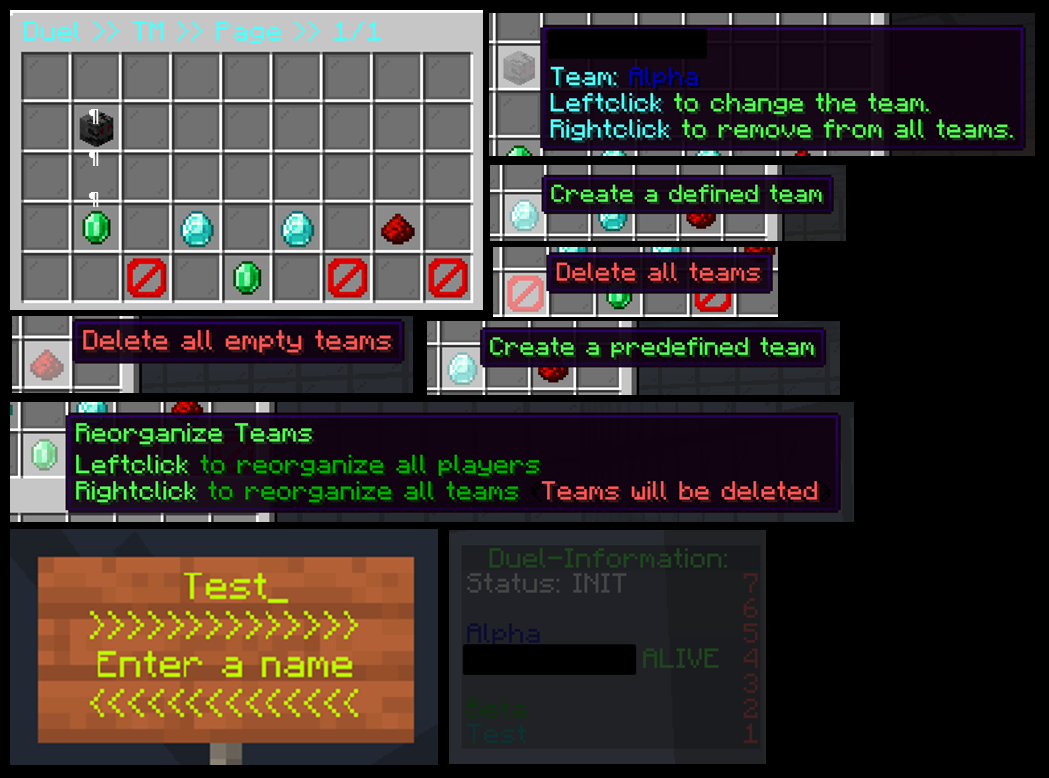 Duel >> TM >> Page >> 1/1
Team: Alpha
Leftclick to change the team.
Rightclick to remove from all teams.
Create a defined team
Delete all teams
Delete all empty teams
Create a predefined team
Reorganize Teams
Leftclick to reorganize all players
Rightclick to reorganize all teams <Teams will be deleted>
Test_
>>>>>>>>>>>>>>
Enter a name
<<<<<<<<<<<<<<
Duel-Information:
Status: INIT 7
6
Alpha 5
ALIVE 4
3
Beta 2
Test 1